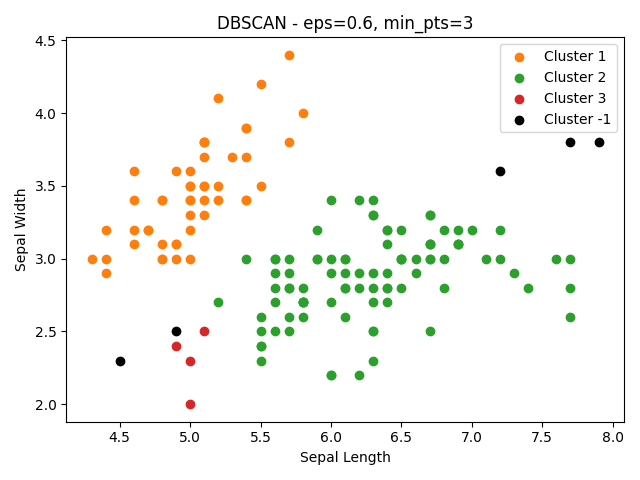 DBSCAN - eps=0.6, min_pts=3
Sepal Width
4.5
4.0
3.5
3.0
2.5
2.0
Cluster 1
Cluster 2
Cluster 3
Cluster -1
4.5 5.0 5.5 6.0 6.5 7.0 7.5 8.0
Sepal Length